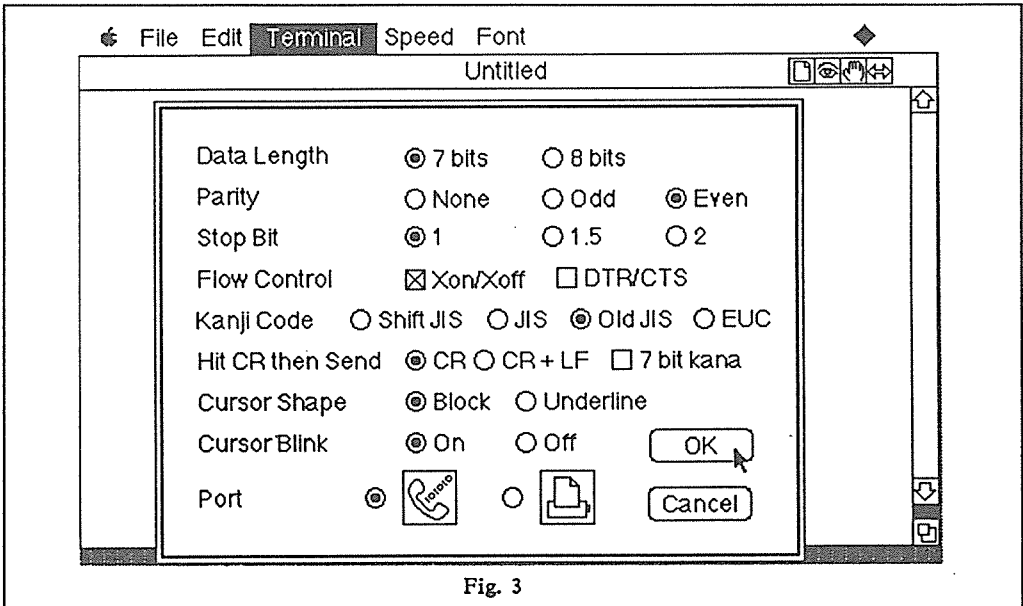 File Edit Terminal Speed Font
Untitled
Data Length 7 bits 8 bits
Parity None Odd Even
Stop Bit 1 1.5 2
Flow Control Xon/Xoff DTR/CTS
Kanji Code Shift JIS JIS Old JIS EUC
Hit CR then Send CR CR + LF 7 bit kana
Cursor Shape Block Underline
Cursor Blink On Off OK
Port Cancel
Fig. 3